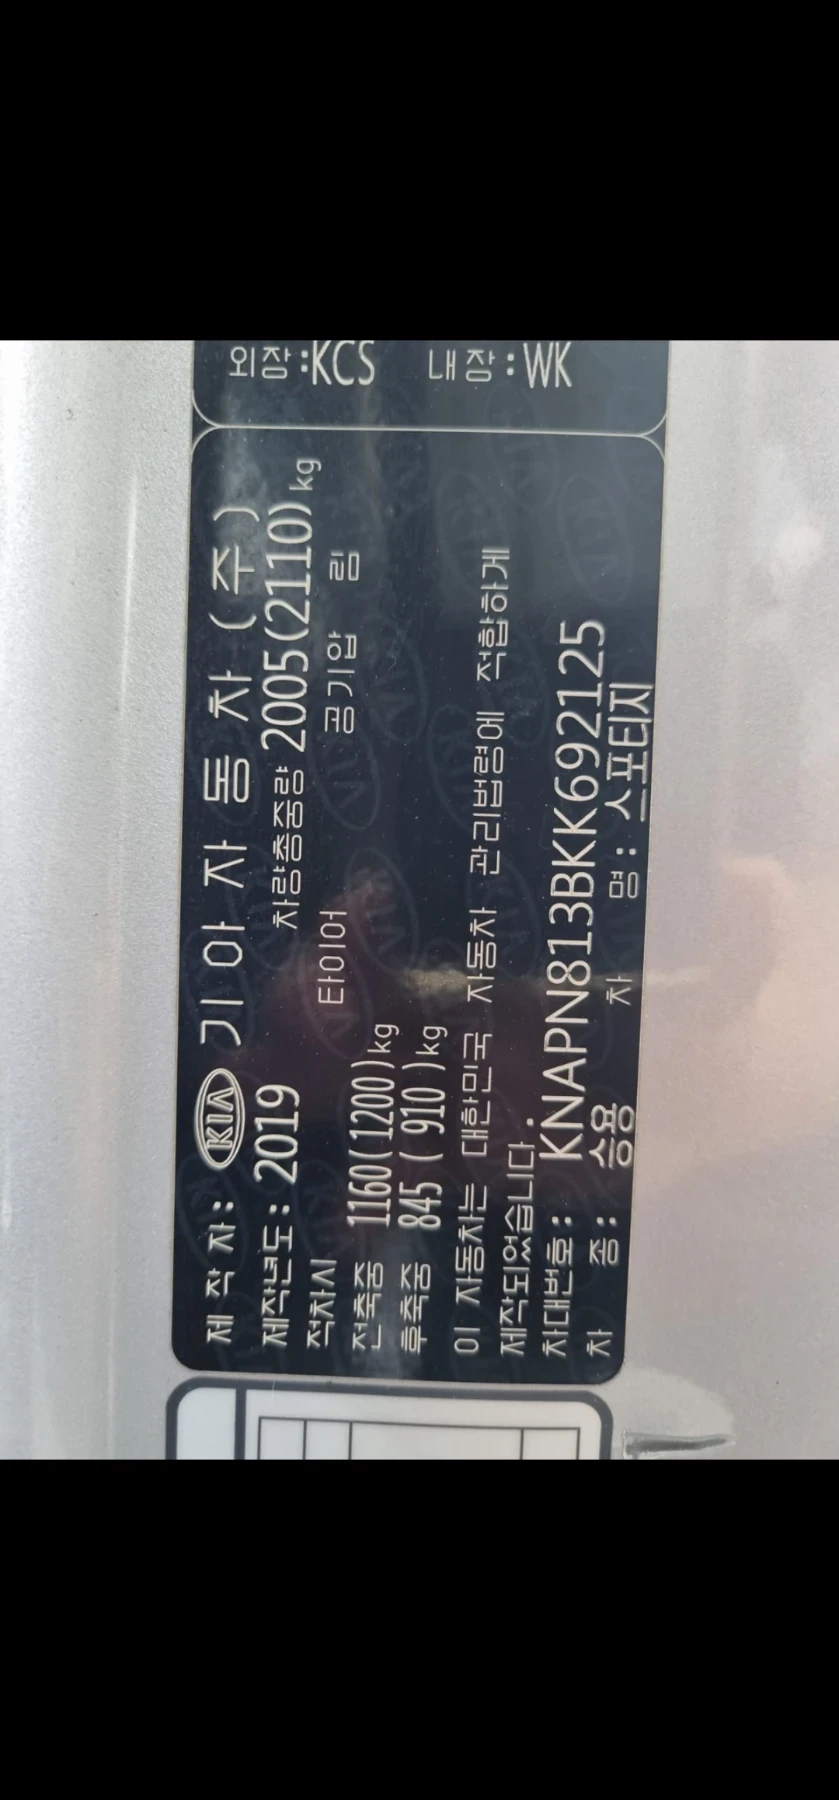 외장:KCS 내장:WK
제 작 자: KIA 기 아 자 동 차 (주)
제작년도: 2019 차량총중량 2005(2110)kg
적차시 타이어 공기압 림
전축중 1160(1200)kg
후축중 845 ( 910 )kg
이 자동차는 대한민국 자동차 관리법령에 적합하게
제작되었습니다.
차대번호: KNAPN813BKK692125
차 종: 승용 차 명: 스포티지